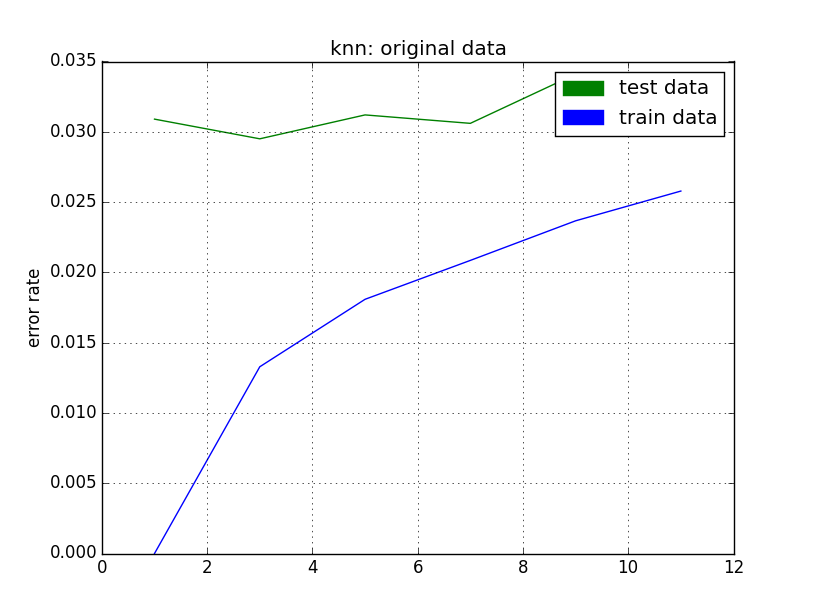 knn: original data
0.035
test data
train data
0.030
0.025
0.020
error rate
0.015
0.010
0.005
0.000
0 2 4 6 8 10 12